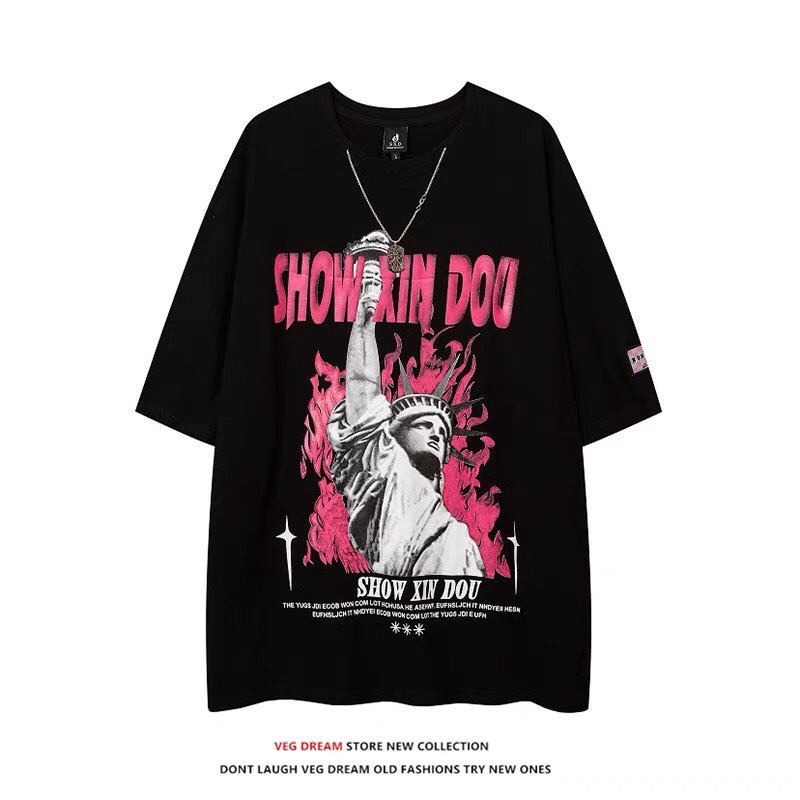 SXD
L
SHOW XIN DOU
SHOW XIN DOU
THE YUGS JDI ECOB WON COM LOT HCHUSA.HE ASEHWF. EUFHSLJCH IT NHDYEII HESN
EUFHSLJCH IT NHDYEI ECOB WON COM LOT THE YUGS JDI E UFH
VEG DREAM STORE NEW COLLECTION
DONT LAUGH VEG DREAM OLD FASHIONS TRY NEW ONES